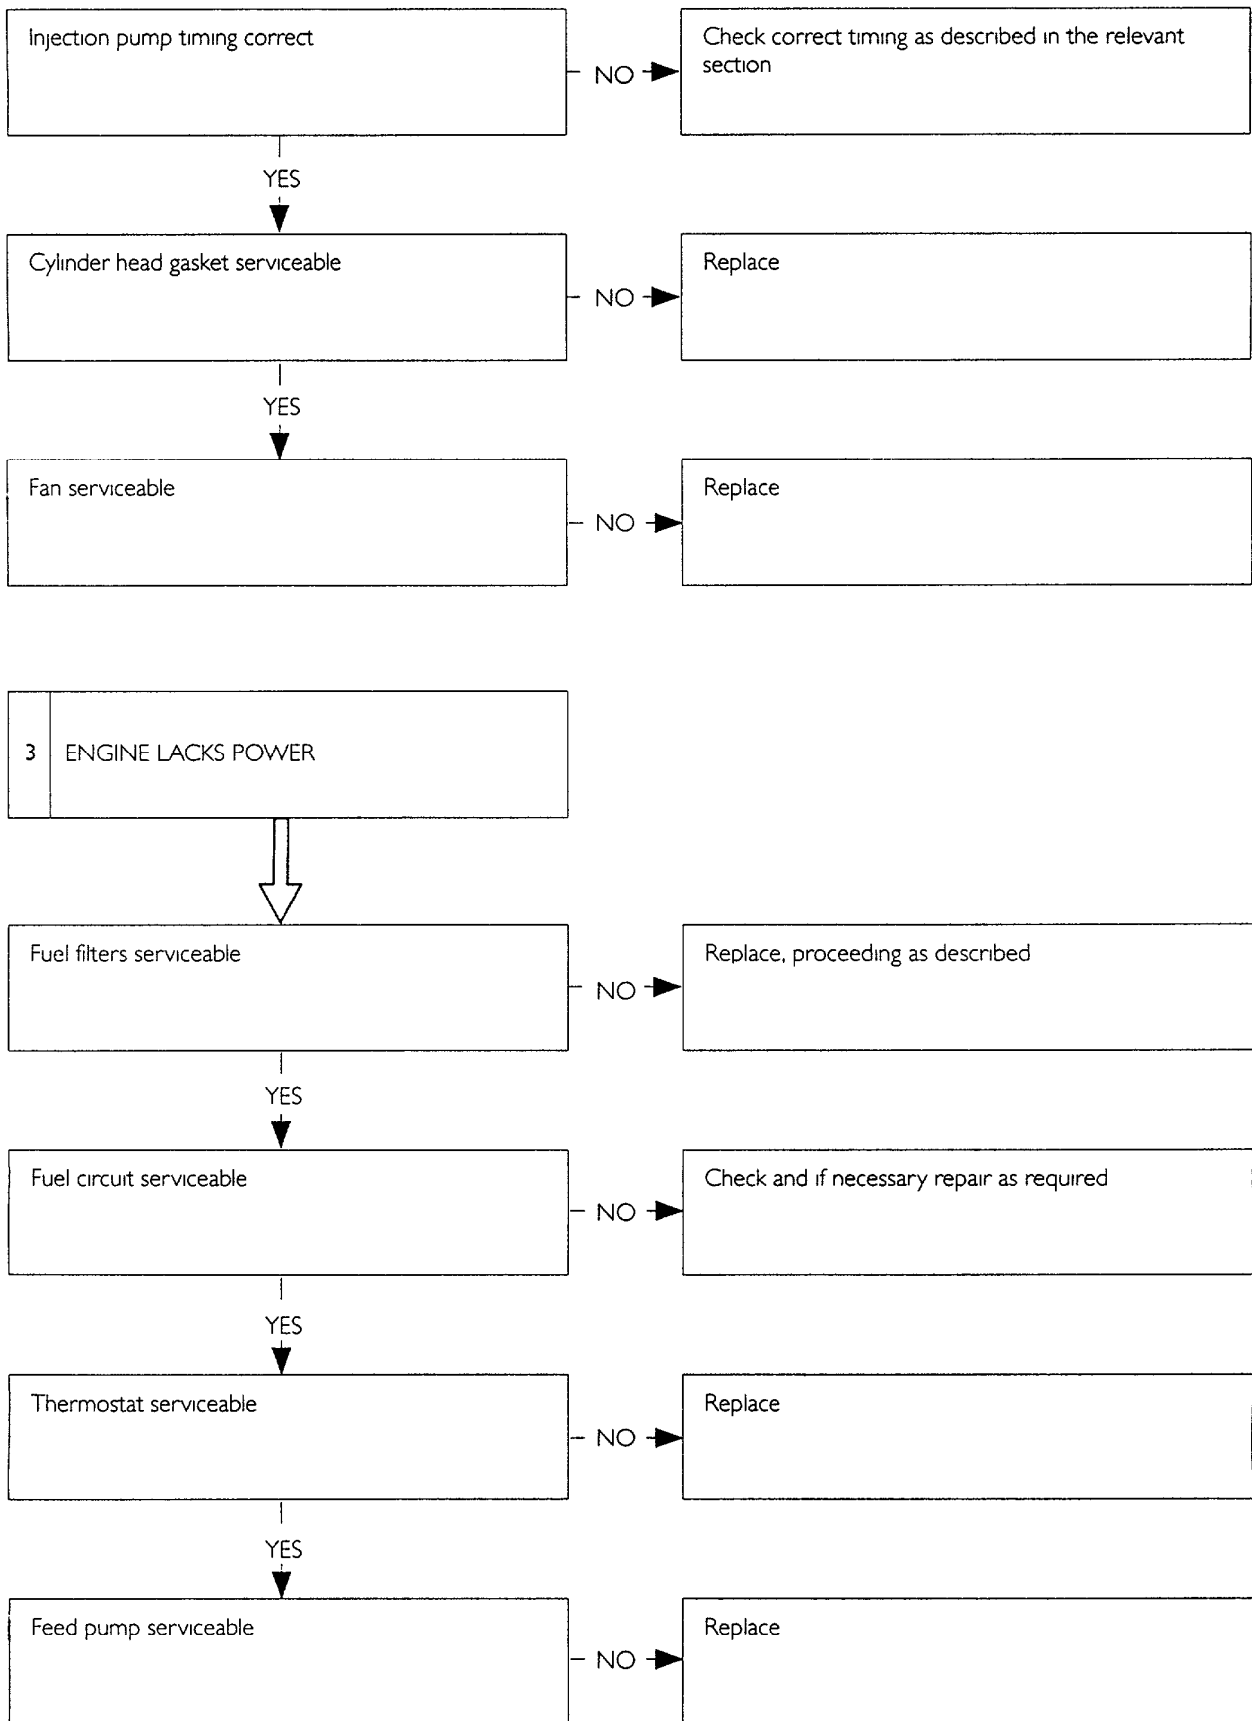 Injection pump timing correct
NO
Check correct timing as described in the relevant
section
YES
Cylinder head gasket serviceable
NO
Replace
YES
Fan serviceable
NO
Replace
3 ENGINE LACKS POWER
Fuel filters serviceable
NO
Replace, proceeding as described
YES
Fuel circuit serviceable
NO
Check and if necessary repair as required
YES
Thermostat serviceable
NO
Replace
YES
Feed pump serviceable
NO
Replace